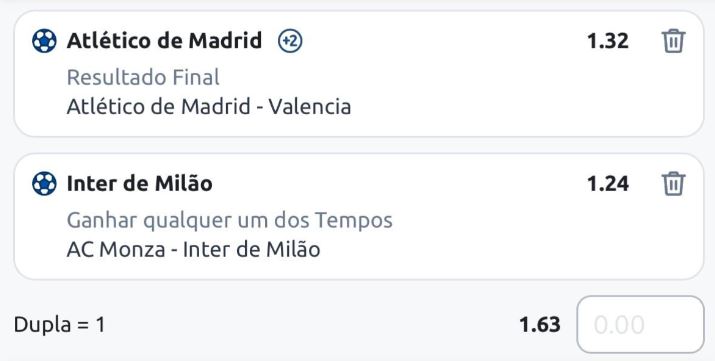 Atlético de Madrid +2 1.32
Resultado Final
Atlético de Madrid - Valencia
Inter de Milão 1.24
Ganhar qualquer um dos Tempos
AC Monza - Inter de Milão
Dupla = 1 1.63 0.00